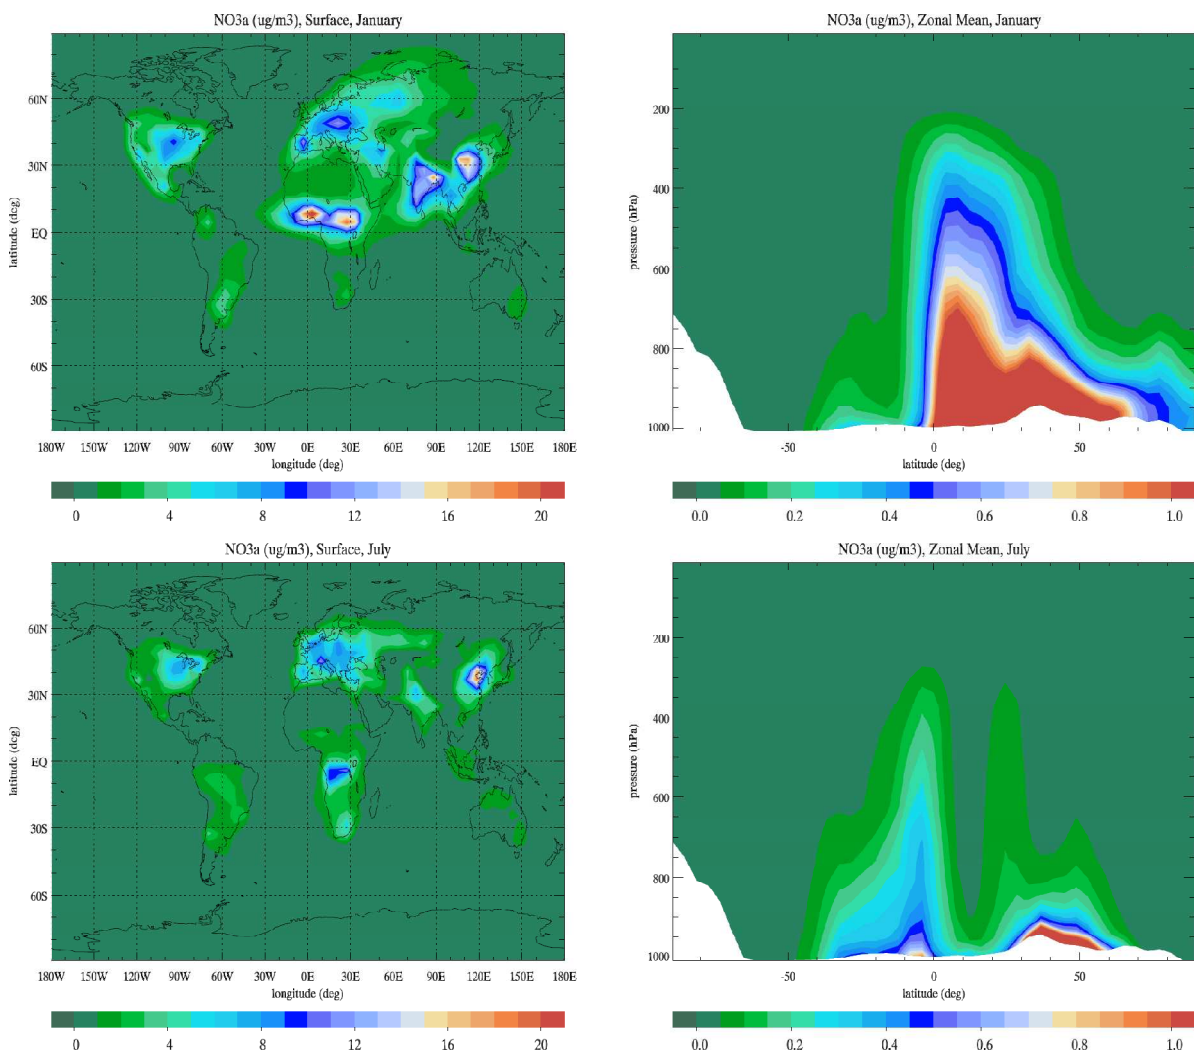 NO3a (ug/m3), Surface, January
60N
30N
EQ
30S
60S
latitude (deg)
180W 150W 120W 90W 60W 30W 0E 30E 60E 90E 120E 150E 180E
longitude (deg)
0 4 8 12 16 20
NO3a (ug/m3), Zonal Mean, January
200
400
600
800
1000
pressure (hPa)
-50 0 50
latitude (deg)
0.0 0.2 0.4 0.6 0.8 1.0
NO3a (ug/m3), Surface, July
60N
30N
EQ
30S
60S
latitude (deg)
180W 150W 120W 90W 60W 30W 0E 30E 60E 90E 120E 150E 180E
longitude (deg)
0 4 8 12 16 20
NO3a (ug/m3), Zonal Mean, July
200
400
600
800
1000
pressure (hPa)
-50 0 50
latitude (deg)
0.0 0.2 0.4 0.6 0.8 1.0